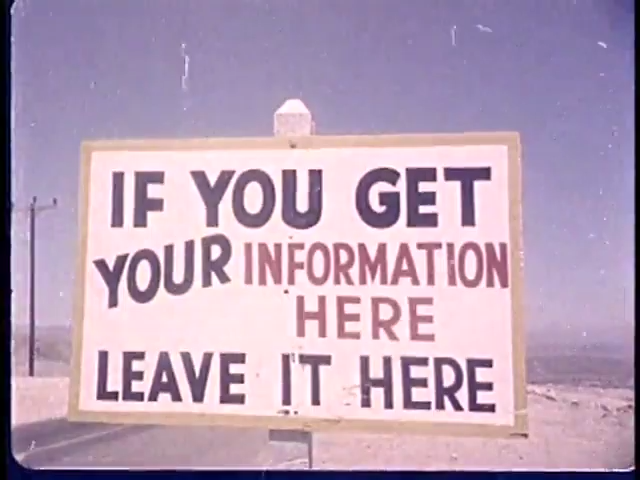 IF YOU GET
YOUR INFORMATION
HERE
LEAVE IT HERE